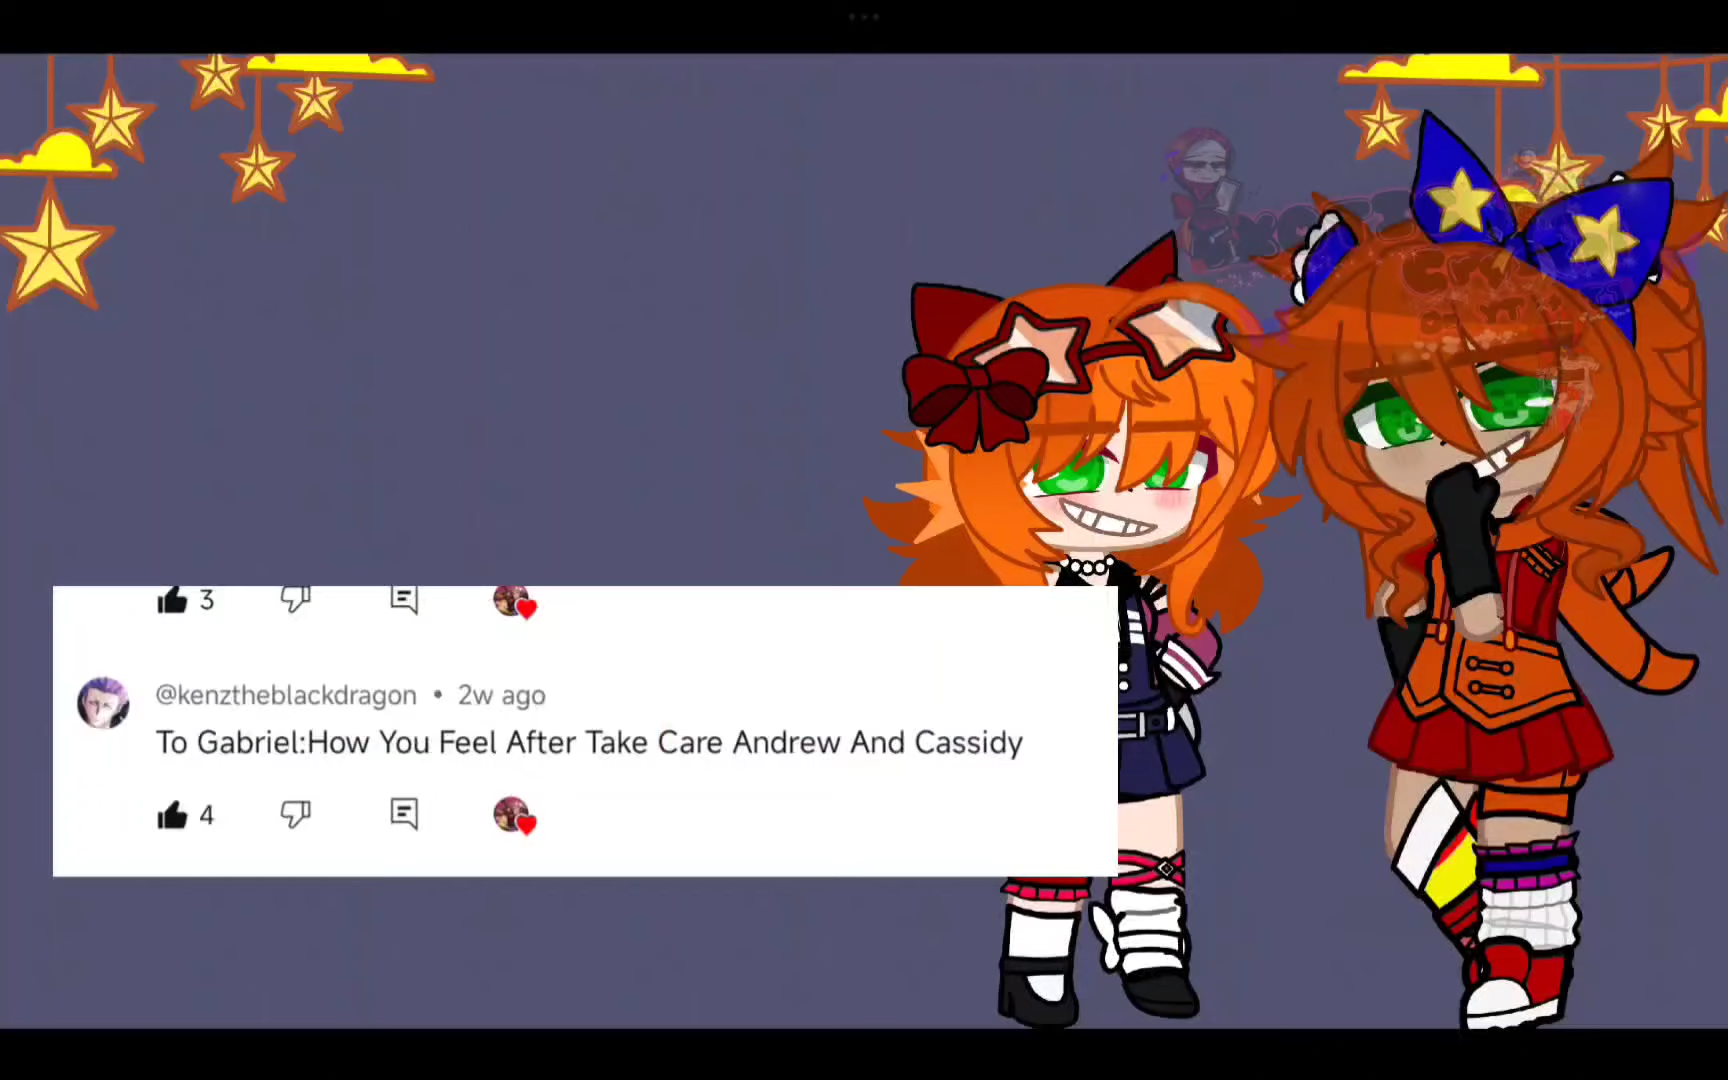 3
@kenztheblackdragon • 2w ago
To Gabriel:How You Feel After Take Care Andrew And Cassidy
4